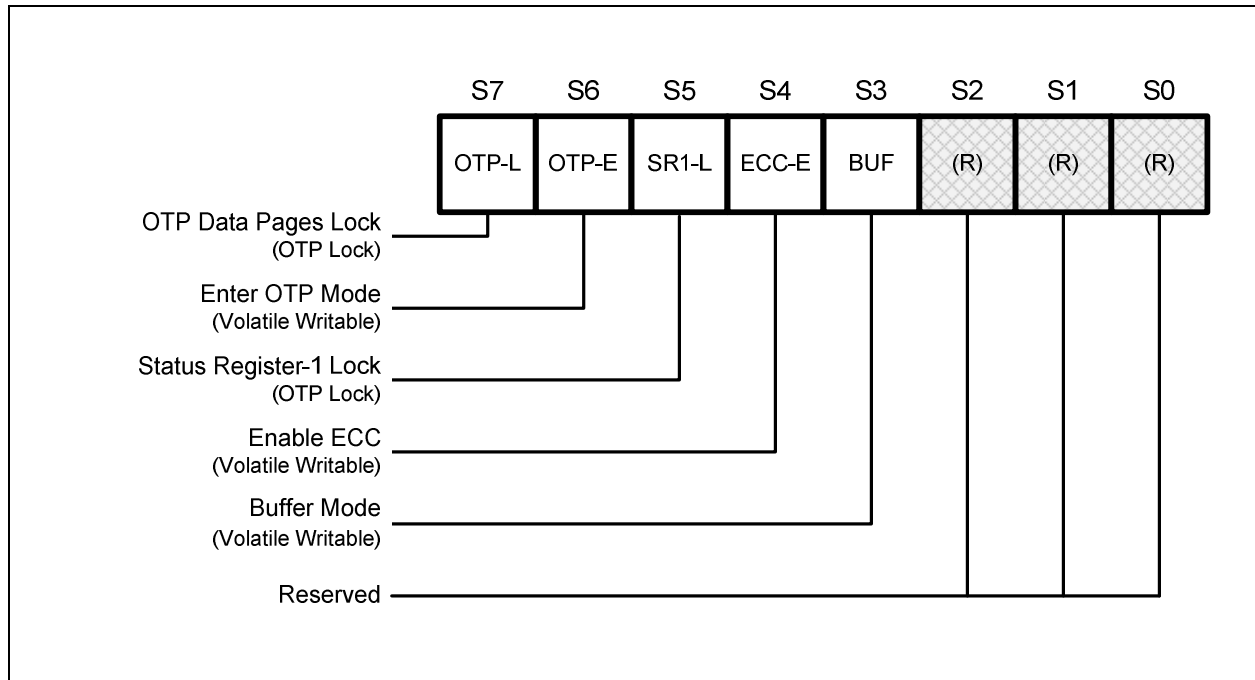 S7 S6 S5 S4 S3 S2 S1 S0
OTP-L OTP-E SR1-L ECC-E BUF (R) (R) (R)
OTP Data Pages Lock
(OTP Lock)
Enter OTP Mode
(Volatile Writable)
Status Register-1 Lock
(OTP Lock)
Enable ECC
(Volatile Writable)
Buffer Mode
(Volatile Writable)
Reserved